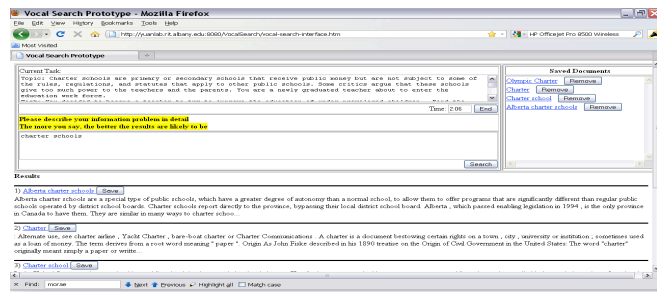 Vocal Search Prototype - Mozilla Firefox
File Edit View History Bookmarks Tools Help
http://yuanlab.rit.albany.edu:8080/VocalSearch/vocal-search-interface.htm
HP OfficeJet Pro 8500 Wireless
Most Visited
Vocal Search Prototype
Current Task:
Topic: Charter schools are primary or secondary schools that receive public money but are not subject to some of
the rules, regulations, and statutes that apply to other public schools. Some critics argue that these schools
give too much power to the teachers and the parents. You are a newly graduated teacher about to enter the
education work force.
Time: 2:06 End
Please describe your information problem in detail
The more you say, the better the results are likely to be
charter schools
Search
Saved Documents
Olympic Charter Remove
Charter Remove
Charter school Remove
Alberta charter schools Remove
Results
1) Alberta charter schools Save
Alberta charter schools are a special type of public schools, which have a greater degree of autonomy than a normal school, to allow them to offer programs that are significantly different than regular public
schools operated by district school boards. Charter schools report directly to the province, bypassing their local district school board. Alberta , which passed enabling legislation in 1994 , is the only province
in Canada to have them. They are similar in many ways to charter schoo...
2) Charter Save
Alternate use, see charter airline , Yacht Charter , bare-boat charter or Charter Communications . A charter is a document bestowing certain rights on a town , city , university or institution ; sometimes used
as a loan of money. The term derives from a root word meaning " paper ". Origin As John Fiske described in his 1890 treatise on the Origin of Civil Government in the United States: The word "charter"
originally meant simply a paper or writte...
3) Charter school Save
Find: morae Next Previous Highlight all Match case